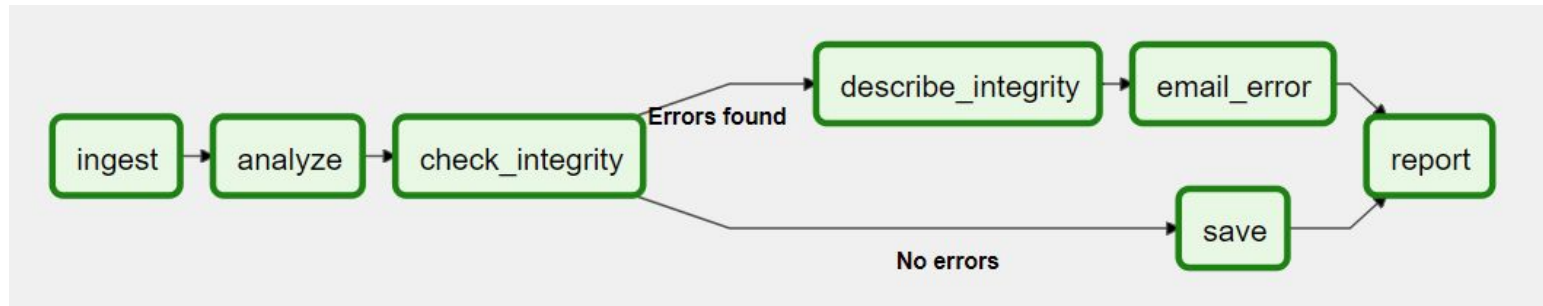 ingest
analyze
check_integrity
Errors found
describe_integrity
email_error
No errors
save
report